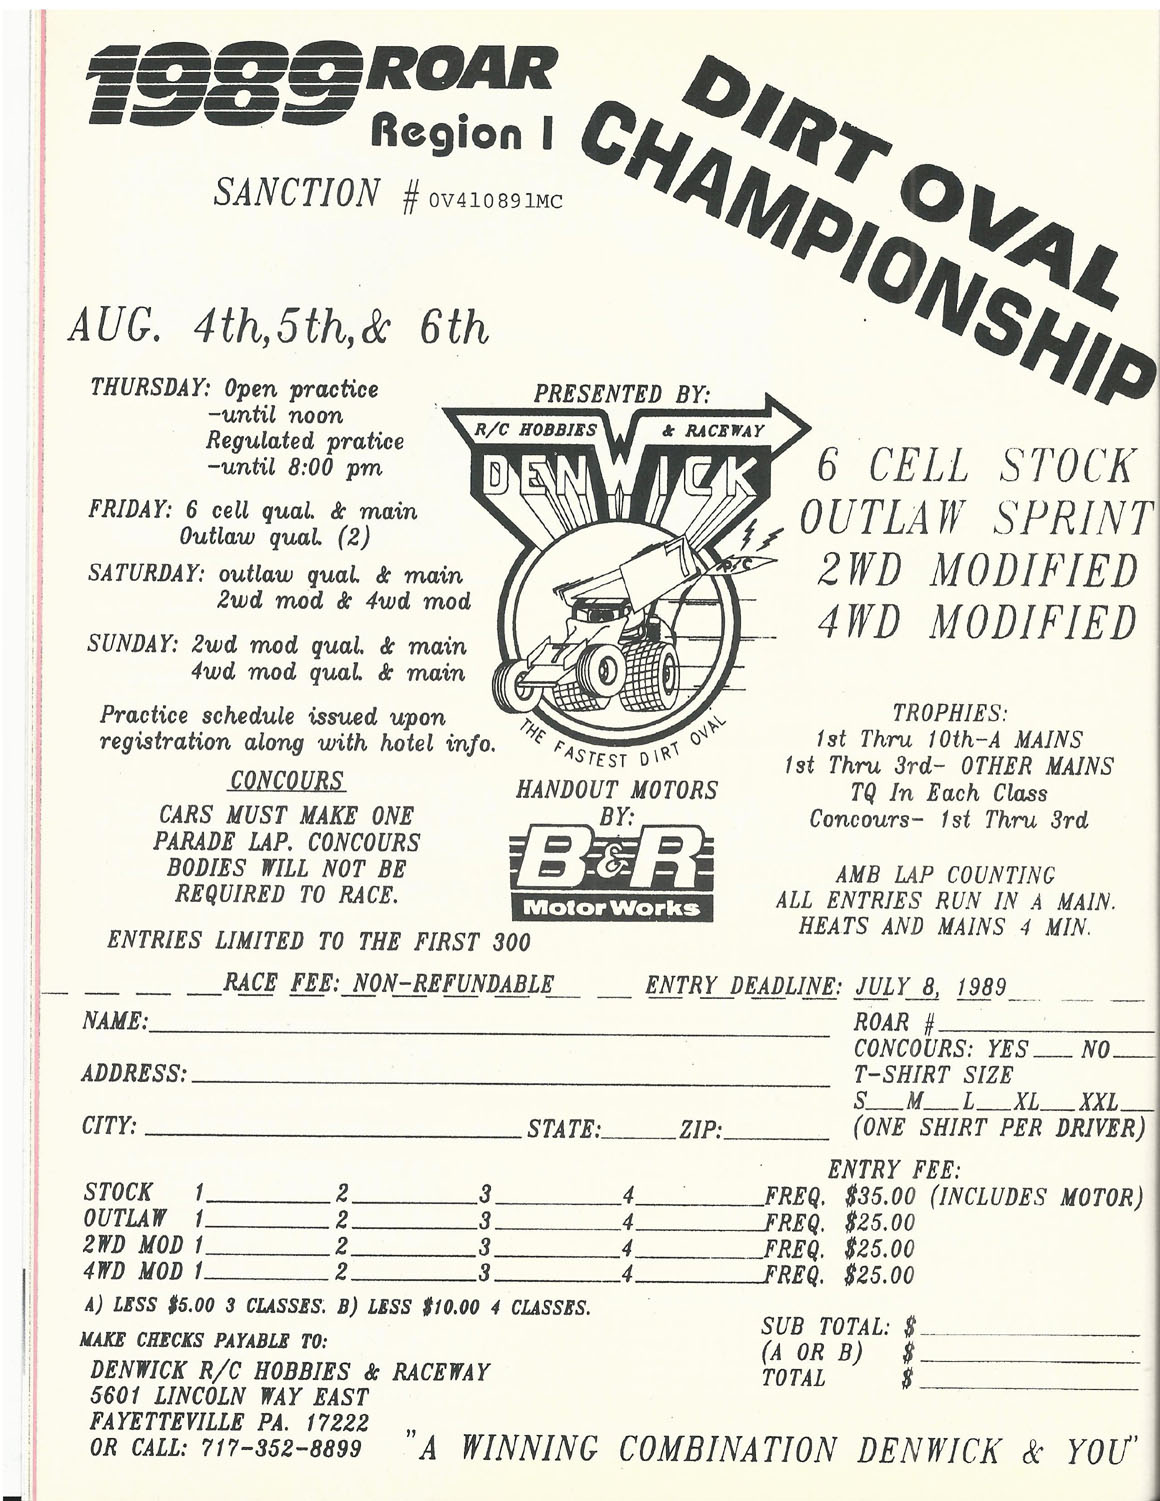 1989 ROAR
Region I
DIRT OVAL
CHAMPIONSHIP
SANCTION # OV410891MC
AUG. 4th, 5th, & 6th
THURSDAY: Open practice
-until noon
Regulated pratice
-until 8:00 pm
FRIDAY: 6 cell qual. & main
Outlaw qual. (2)
SATURDAY: outlaw qual. & main
2wd mod & 4wd mod
SUNDAY: 2wd mod qual. & main
4wd mod qual. & main
Practice schedule issued upon
registration along with hotel info.
CONCOURS
CARS MUST MAKE ONE
PARADE LAP. CONCOURS
BODIES WILL NOT BE
REQUIRED TO RACE.
ENTRIES LIMITED TO THE FIRST 300
PRESENTED BY:
R/C HOBBIES & RACEWAY
DENWICK
7
R/C
7
THE FASTEST DIRT OVAL
HANDOUT MOTORS
BY:
B&R
Motor Works
6 CELL STOCK
OUTLAW SPRINT
2WD MODIFIED
4WD MODIFIED
TROPHIES:
1st Thru 10th-A MAINS
1st Thru 3rd- OTHER MAINS
TQ In Each Class
Concours- 1st Thru 3rd
AMB LAP COUNTING
ALL ENTRIES RUN IN A MAIN.
HEATS AND MAINS 4 MIN.
RACE FEE: NON-REFUNDABLE ENTRY DEADLINE: JULY 8, 1989
NAME: ROAR #
CONCOURS: YES NO
ADDRESS: T-SHIRT SIZE
S M L XL XXL
CITY: STATE: ZIP: (ONE SHIRT PER DRIVER)
ENTRY FEE:
STOCK 1 2 3 4 FREQ. $35.00 (INCLUDES MOTOR)
OUTLAW 1 2 3 4 FREQ. $25.00
2WD MOD 1 2 3 4 FREQ. $25.00
4WD MOD 1 2 3 4 FREQ. $25.00
A) LESS $5.00 3 CLASSES. B) LESS $10.00 4 CLASSES.
SUB TOTAL: $
(A OR B) $
TOTAL $
MAKE CHECKS PAYABLE TO:
DENWICK R/C HOBBIES & RACEWAY
5601 LINCOLN WAY EAST
FAYETTEVILLE PA. 17222
OR CALL: 717-352-8899
"A WINNING COMBINATION DENWICK & YOU"